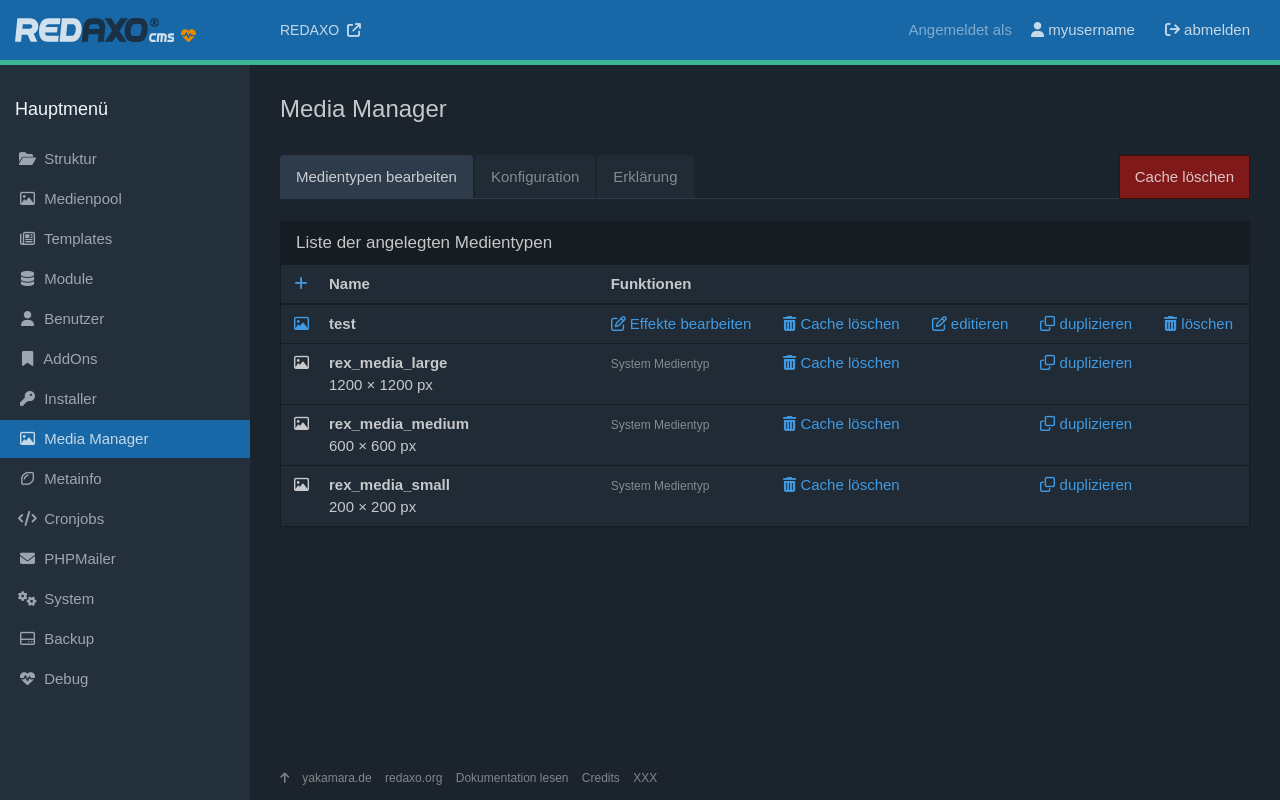 REDAXO® cms
REDAXO
Angemeldet als myusername abmelden
Hauptmenü
Struktur
Medienpool
Templates
Module
Benutzer
AddOns
Installer
Media Manager
Metainfo
Cronjobs
PHPMailer
System
Backup
Debug
Media Manager
Medientypen bearbeiten Konfiguration Erklärung Cache löschen
Liste der angelegten Medientypen
Name Funktionen
test Effekte bearbeiten Cache löschen editieren duplizieren löschen
rex_media_large System Medientyp Cache löschen duplizieren
1200 × 1200 px
rex_media_medium System Medientyp Cache löschen duplizieren
600 × 600 px
rex_media_small System Medientyp Cache löschen duplizieren
200 × 200 px
yakamara.de redaxo.org Dokumentation lesen Credits XXX